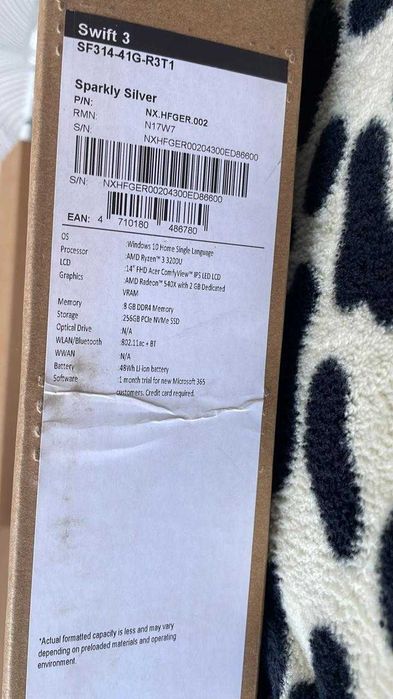 Swift 3
SF314-41G-R3T1
Sparkly Silver
P/N: NX.HFGER.002
RMN: N17W7
S/N: NXHFGER00204300ED86600
S/N: NXHFGER00204300ED86600
EAN: 4 710180 486780
OS :Windows 10 Home Single Language
Processor :AMD Ryzen™ 3 3200U
LCD :14" FHD Acer ComfyView™ IPS LED LCD
Graphics :AMD Radeon™ 540X with 2 GB Dedicated
VRAM
Memory :8 GB DDR4 Memory
Storage :256GB PCIe NVMe SSD
Optical Drive :N/A
WLAN/Bluetooth :802.11ac + BT
WWAN :N/A
Battery :48Wh Li-ion battery
Software :1 month trial for new Microsoft 365
customers. Credit card required.
*Actual formatted capacity is less and may vary
depending on preloaded materials and operating
environment.